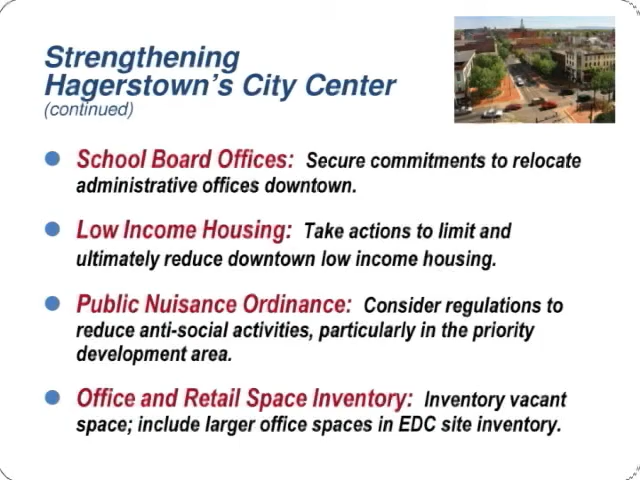 Strengthening
Hagerstown's City Center
(continued)
School Board Offices: Secure commitments to relocate
administrative offices downtown.
Low Income Housing: Take actions to limit and
ultimately reduce downtown low income housing.
Public Nuisance Ordinance: Consider regulations to
reduce anti-social activities, particularly in the priority
development area.
Office and Retail Space Inventory: Inventory vacant
space; include larger office spaces in EDC site inventory.